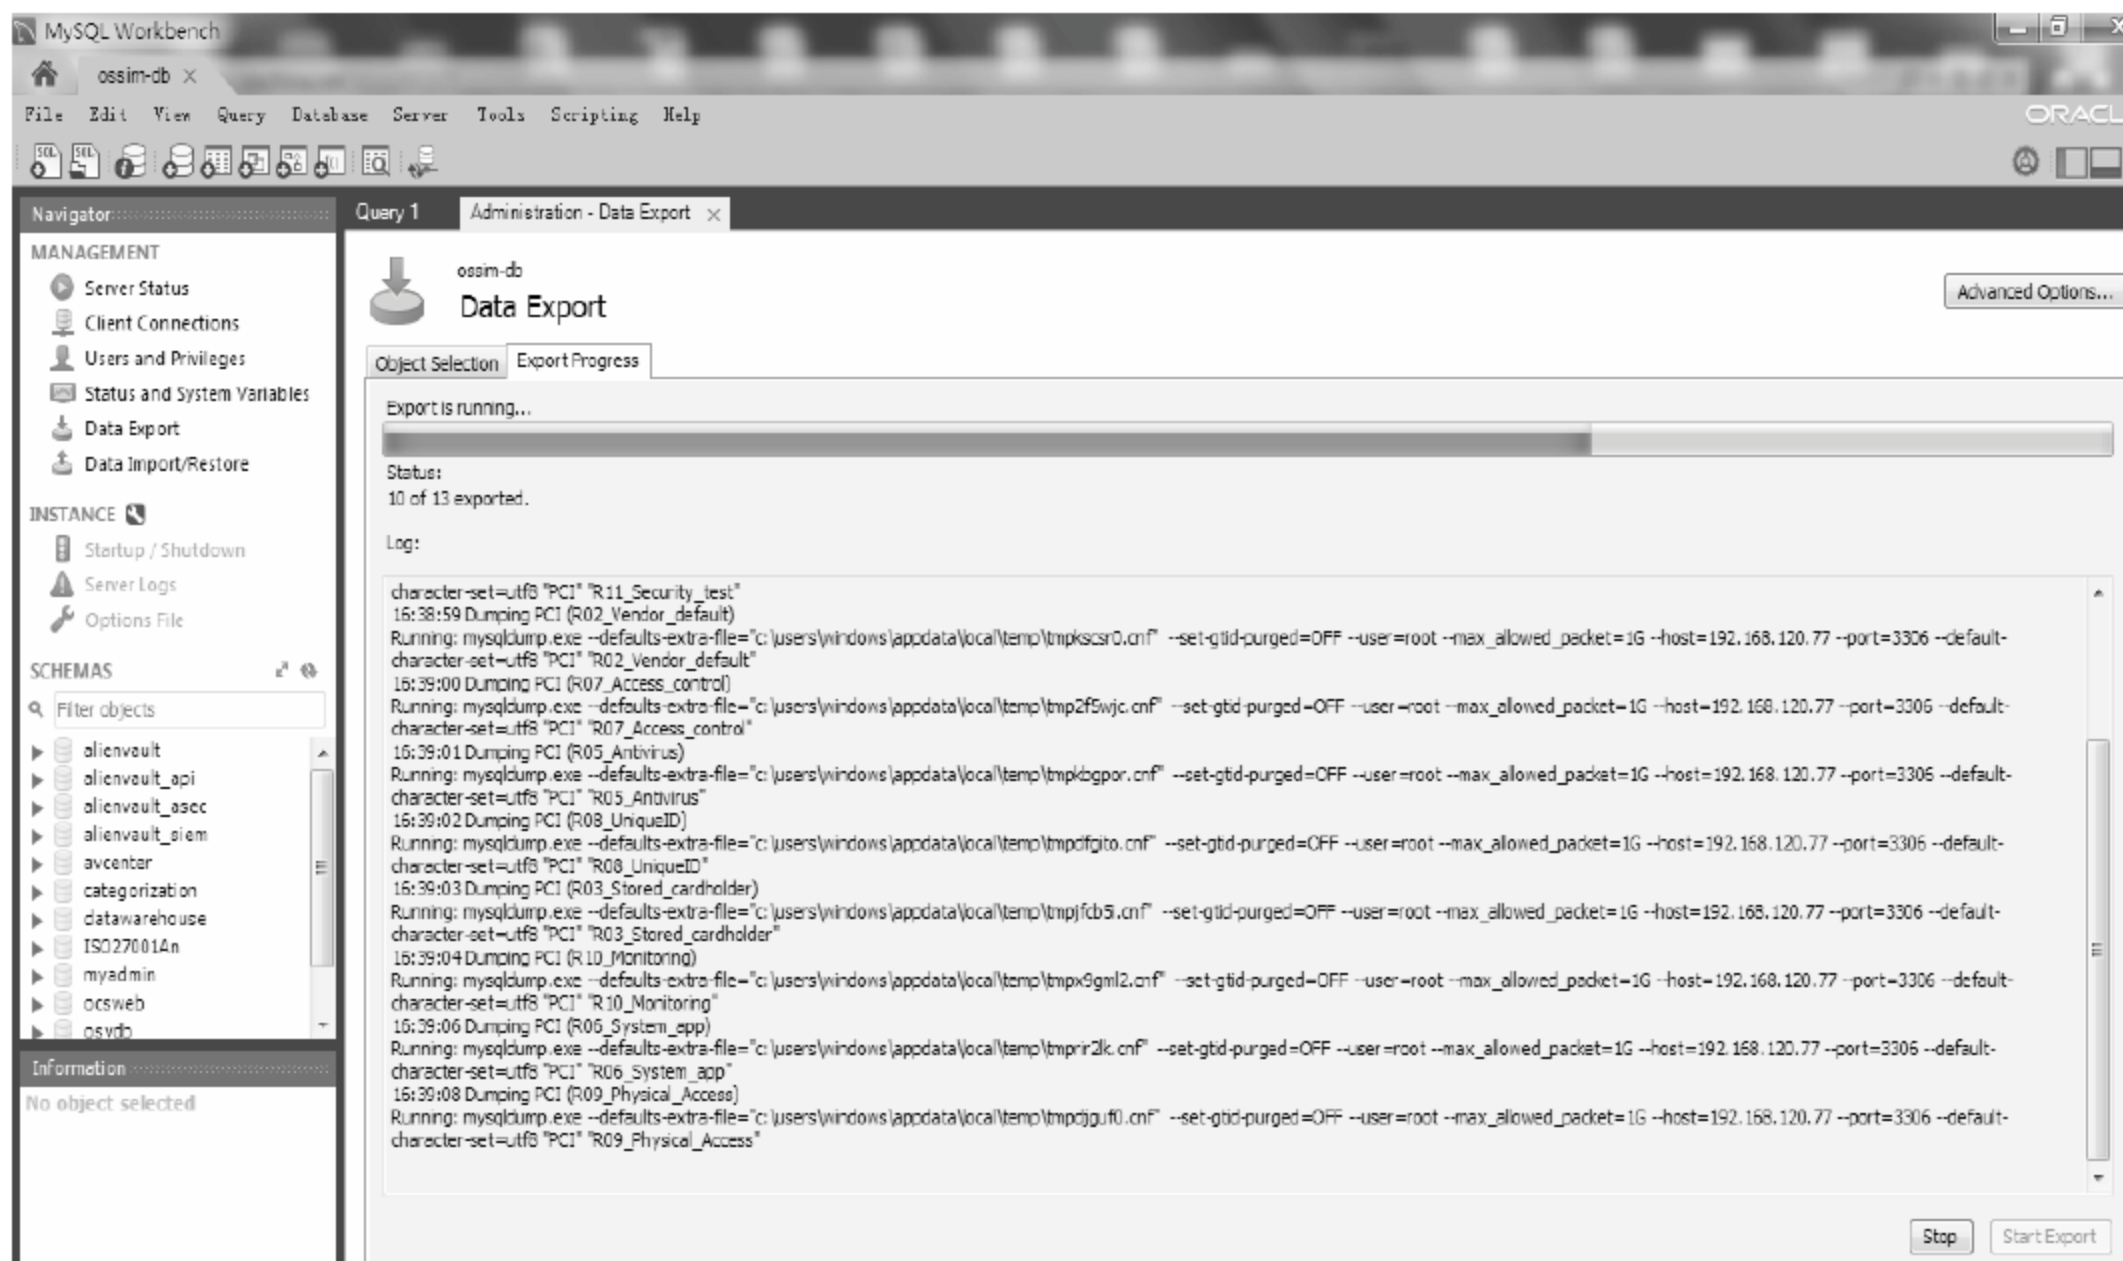 MySQL Workbench
ossim-db
File Edit View Query Database Server Tools Scripting Help
ORACL
Navigator
MANAGEMENT
Server Status
Client Connections
Users and Privileges
Status and System Variables
Data Export
Data Import/Restore
INSTANCE
Startup / Shutdown
Server Logs
Options File
SCHEMAS
Filter objects
alienvault
alienvault_api
alienvault_asec
alienvault_siem
avcenter
categorization
datawarehouse
ISO27001An
myadmin
ocsweb
osvdb
Information
No object selected
Query 1
Administration - Data Export
ossim-db
Data Export
Advanced Options...
Object Selection
Export Progress
Export is running...
Status:
10 of 13 exported.
Log:
character-set=utf8 "PCI" "R11_Security_test"
16:38:59 Dumping PCI (R02_Vendor_default)
Running: mysqldump.exe --defaults-extra-file="c:\users\windows\appdata\local\temp\tmpkscsr0.cnf" --set-gtid-purged=OFF --user=root --max_allowed_packet=1G --host=192.168.120.77 --port=3306 --default-
character-set=utf8 "PCI" "R02_Vendor_default"
16:39:00 Dumping PCI (R07_Access_control)
Running: mysqldump.exe --defaults-extra-file="c:\users\windows\appdata\local\temp\tmp2f5wjc.cnf" --set-gtid-purged=OFF --user=root --max_allowed_packet=1G --host=192.168.120.77 --port=3306 --default-
character-set=utf8 "PCI" "R07_Access_control"
16:39:01 Dumping PCI (R05_Antivirus)
Running: mysqldump.exe --defaults-extra-file="c:\users\windows\appdata\local\temp\tmpkbgpor.cnf" --set-gtid-purged=OFF --user=root --max_allowed_packet=1G --host=192.168.120.77 --port=3306 --default-
character-set=utf8 "PCI" "R05_Antivirus"
16:39:02 Dumping PCI (R08_UniqueID)
Running: mysqldump.exe --defaults-extra-file="c:\users\windows\appdata\local\temp\tmpdfgito.cnf" --set-gtid-purged=OFF --user=root --max_allowed_packet=1G --host=192.168.120.77 --port=3306 --default-
character-set=utf8 "PCI" "R08_UniqueID"
16:39:03 Dumping PCI (R03_Stored_cardholder)
Running: mysqldump.exe --defaults-extra-file="c:\users\windows\appdata\local\temp\tmpjfcb5i.cnf" --set-gtid-purged=OFF --user=root --max_allowed_packet=1G --host=192.168.120.77 --port=3306 --default-
character-set=utf8 "PCI" "R03_Stored_cardholder"
16:39:04 Dumping PCI (R10_Monitoring)
Running: mysqldump.exe --defaults-extra-file="c:\users\windows\appdata\local\temp\tmpx9gml2.cnf" --set-gtid-purged=OFF --user=root --max_allowed_packet=1G --host=192.168.120.77 --port=3306 --default-
character-set=utf8 "PCI" "R10_Monitoring"
16:39:06 Dumping PCI (R06_System_app)
Running: mysqldump.exe --defaults-extra-file="c:\users\windows\appdata\local\temp\tmprir2k.cnf" --set-gtid-purged=OFF --user=root --max_allowed_packet=1G --host=192.168.120.77 --port=3306 --default-
character-set=utf8 "PCI" "R06_System_app"
16:39:08 Dumping PCI (R09_Physical_Access)
Running: mysqldump.exe --defaults-extra-file="c:\users\windows\appdata\local\temp\tmpdjguf0.cnf" --set-gtid-purged=OFF --user=root --max_allowed_packet=1G --host=192.168.120.77 --port=3306 --default-
character-set=utf8 "PCI" "R09_Physical_Access"
Stop
Start Export